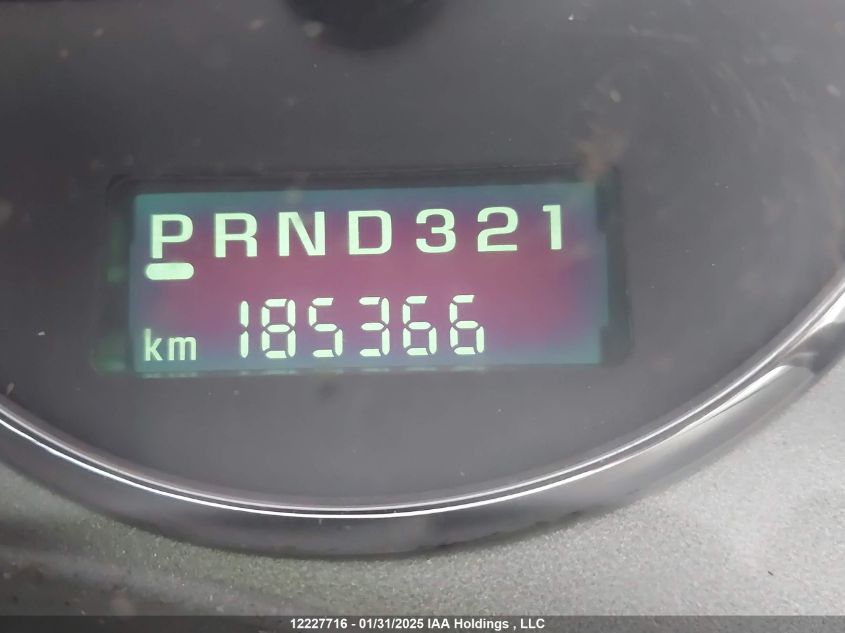 PRND321
km 185366
12227716 - 01/31/2025 IAA Holdings , LLC